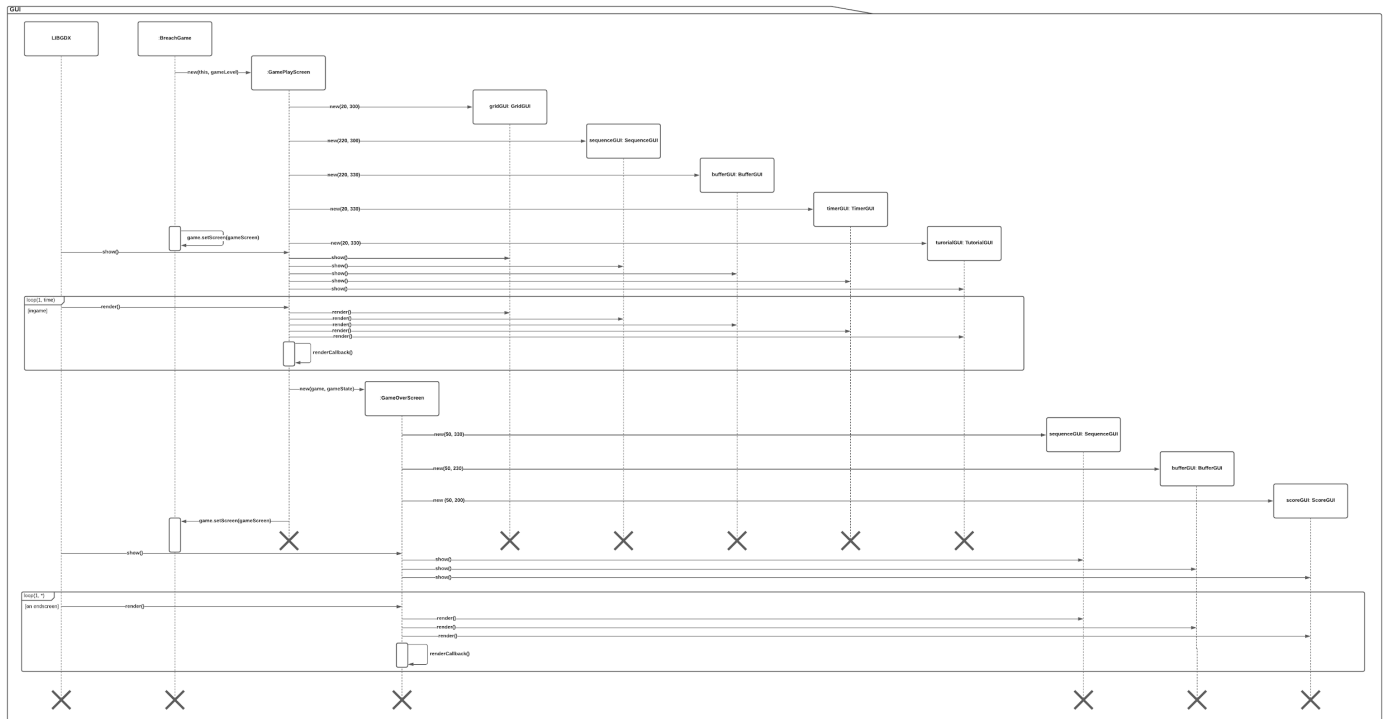 GUI
LIBGDX
:BreachGame
:GamePlayScreen
new(this, gameLevel)
gridGUI: GridGUI
new(20, 300)
sequenceGUI: SequenceGUI
new(220, 300)
bufferGUI: BufferGUI
new(220, 330)
timerGUI: TimerGUI
new(20, 330)
game.setScreen(gameScreen)
turorialGUI: TutorialGUI
new(20, 330)
show()
show()
show()
show()
show()
show()
loop(1, time)
[ingame]
render()
render()
render()
render()
render()
render()
renderCallback()
new(game, gameState)
:GameOverScreen
new(50, 330)
sequenceGUI: SequenceGUI
new(50, 230)
bufferGUI: BufferGUI
new (50, 200)
scoreGUI: ScoreGUI
game.setScreen(gameScreen)
show()
show()
show()
show()
loop(1, *)
[an endscreen]
render()
render()
render()
render()
renderCallback()